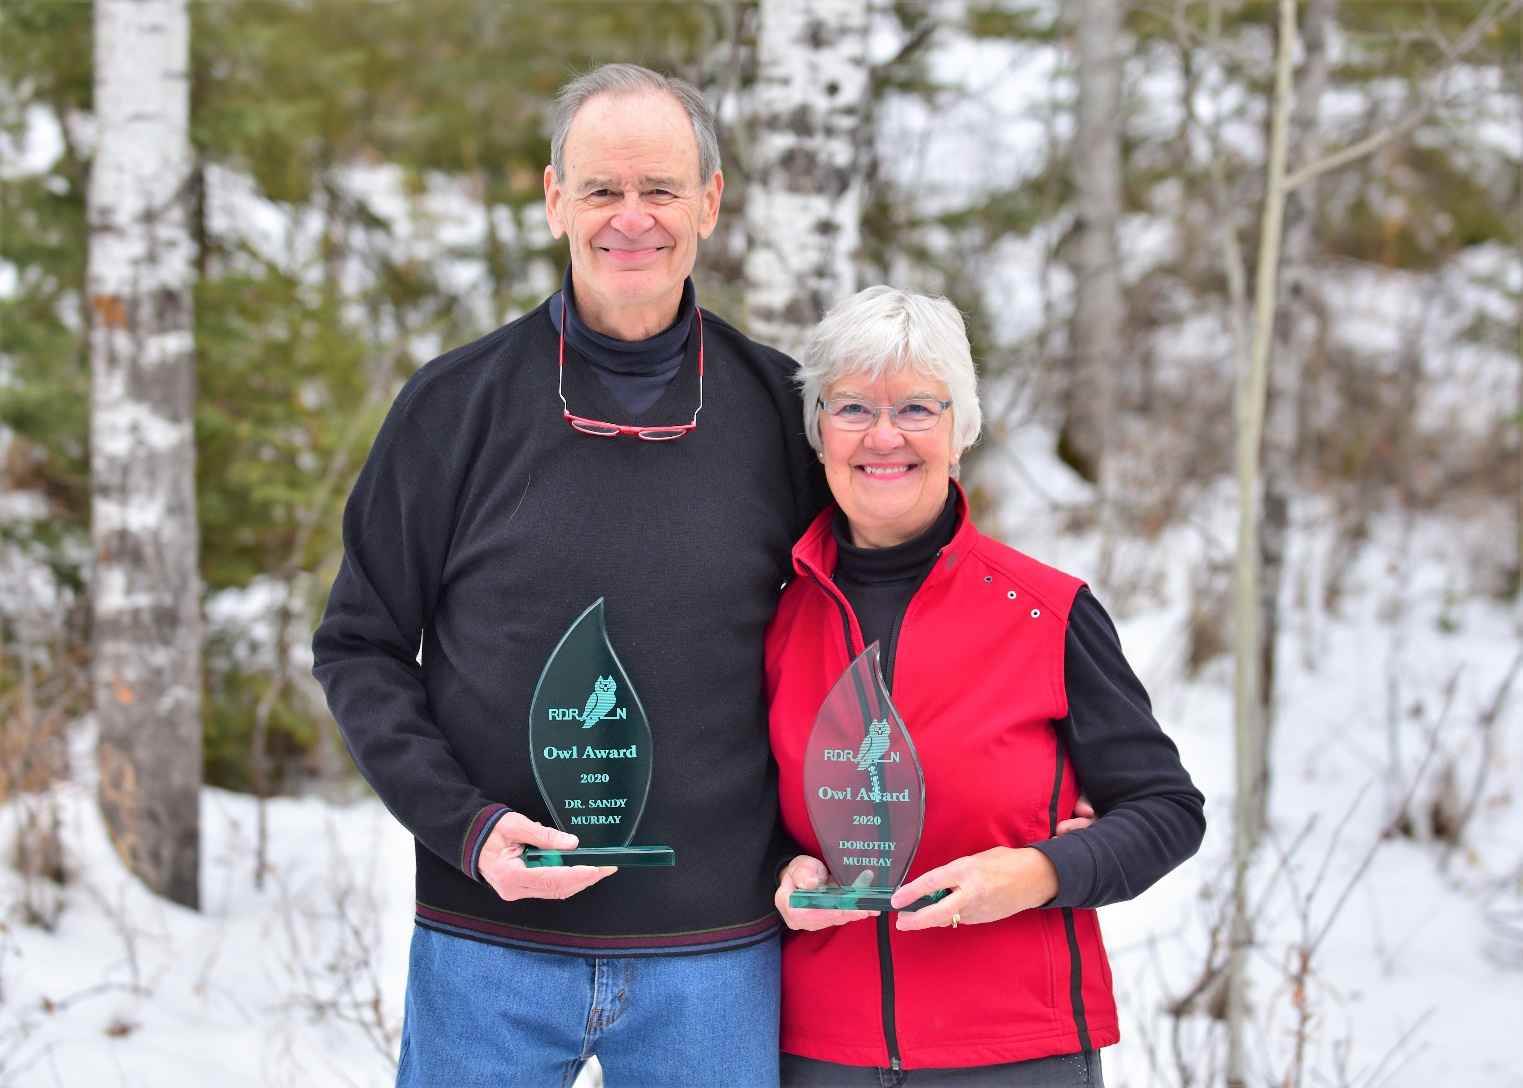 RDR N
Owl Award
2020
DR. SANDY
MURRAY
RDR N
Owl Award
2020
DOROTHY
MURRAY